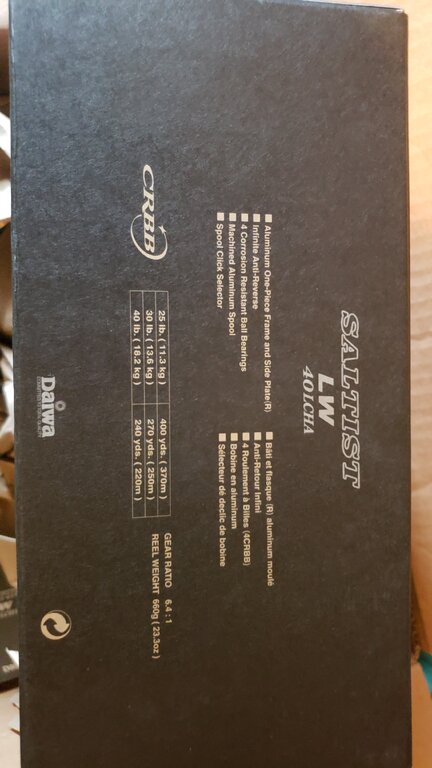 SALTIST
LW
40LCHA
■ Aluminum One-Piece Frame and Side Plate(R)
■ Infinite Anti-Reverse
■ 4 Corrosion Resistant Ball Bearings
■ Machined Aluminum Spool
■ Spool Click Selector
■ Bâti et flasque (R) aluminum moulé
■ Anti-Retour Infini
■ 4 Roulement à Billes (4CRBB)
■ Bobine en aluminum
■ Sélecteur dé declic de bobine
CRBB
25 lb. ( 11.3 kg ) 400 yds. ( 370m )
30 lb. ( 13.6 kg ) 270 yds. ( 250m )
40 lb. ( 18.2 kg ) 240 yds. ( 220m )
GEAR RATIO 6.4 : 1
REEL WEIGHT 660g ( 23.3oz )
Daiwa